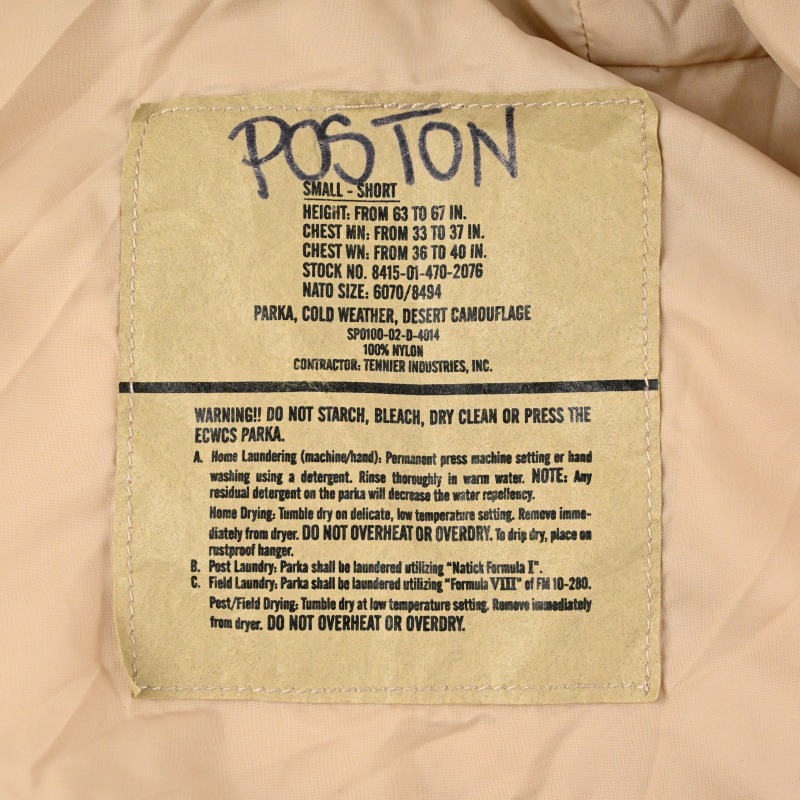 POSTON
SMALL - SHORT
HEIGHT: FROM 63 TO 67 IN.
CHEST MN: FROM 33 TO 37 IN.
CHEST WN: FROM 36 TO 40 IN.
STOCK NO. 8415-01-470-2076
NATO SIZE: 6070/8494
PARKA, COLD WEATHER, DESERT CAMOUFLAGE
SP0100-02-D-4014
100% NYLON
CONTRACTOR: TENNIER INDUSTRIES, INC.
WARNING!! DO NOT STARCH, BLEACH, DRY CLEAN OR PRESS THE
ECWCS PARKA.
A. Home Laundering (machine/hand): Permanent press machine setting or hand
washing using a detergent. Rinse thoroughly in warm water. NOTE: Any
residual detergent on the parka will decrease the water repellency.
Home Drying: Tumble dry on delicate, low temperature setting. Remove imme-
diately from dryer. DO NOT OVERHEAT OR OVERDRY. To drip dry, place on
rustproof hanger.
B. Post Laundry: Parka shall be laundered utilizing "Natick Formula I".
C. Field Laundry: Parka shall be laundered utilizing "Formula VIII" of FM 10-280.
Post/Field Drying: Tumble dry at low temperature setting. Remove immediately
from dryer. DO NOT OVERHEAT OR OVERDRY.